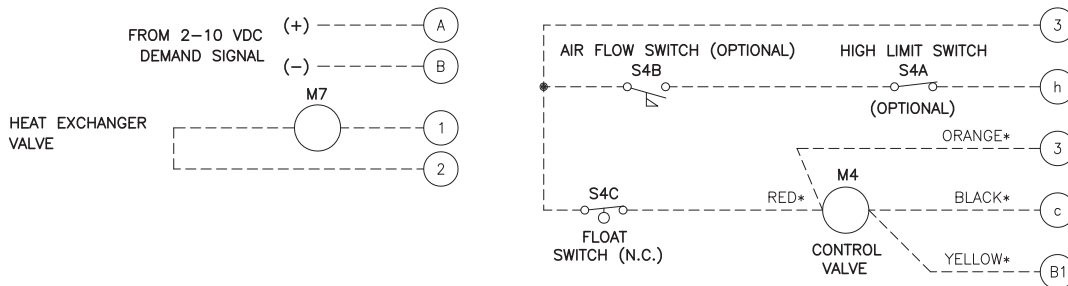 FROM 2-10 VDC (+) A
DEMAND SIGNAL (-) B
M7
HEAT EXCHANGER 1
VALVE 2
3
AIR FLOW SWITCH (OPTIONAL) HIGH LIMIT SWITCH
S4B S4A h
(OPTIONAL)
ORANGE* 3
M4
S4C RED* BLACK* c
FLOAT
SWITCH (N.C.)
CONTROL
VALVE
YELLOW* B1